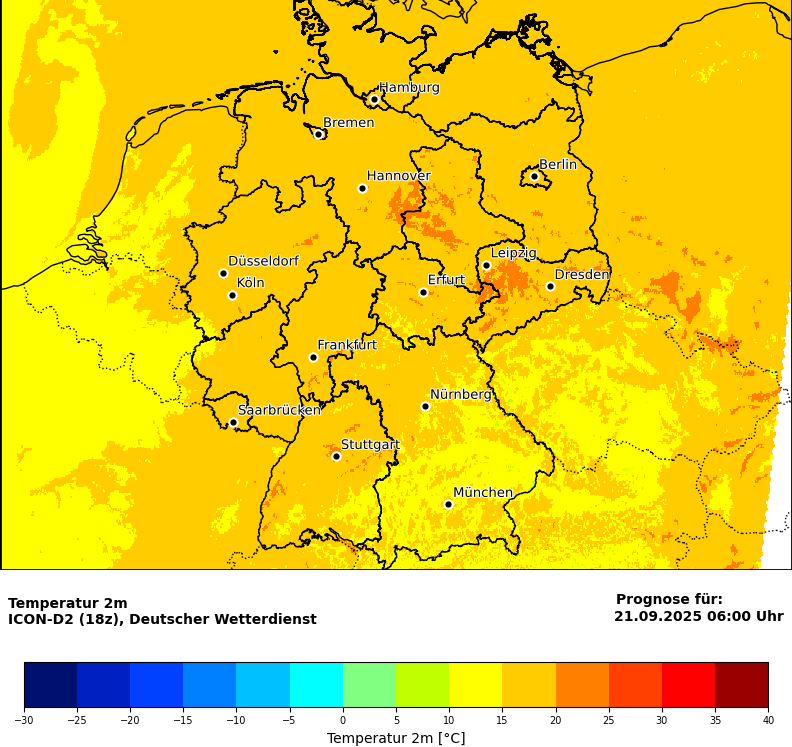 Hamburg
Bremen
Berlin
Hannover
Leipzig
Düsseldorf
Dresden
Köln
Erfurt
Frankfurt
Nürnberg
Saarbrücken
Stuttgart
München
Temperatur 2m
ICON-D2 (18z), Deutscher Wetterdienst
Prognose für:
21.09.2025 06:00 Uhr
−30 −25 −20 −15 −10 −5 0 5 10 15 20 25 30 35 40
Temperatur 2m [°C]